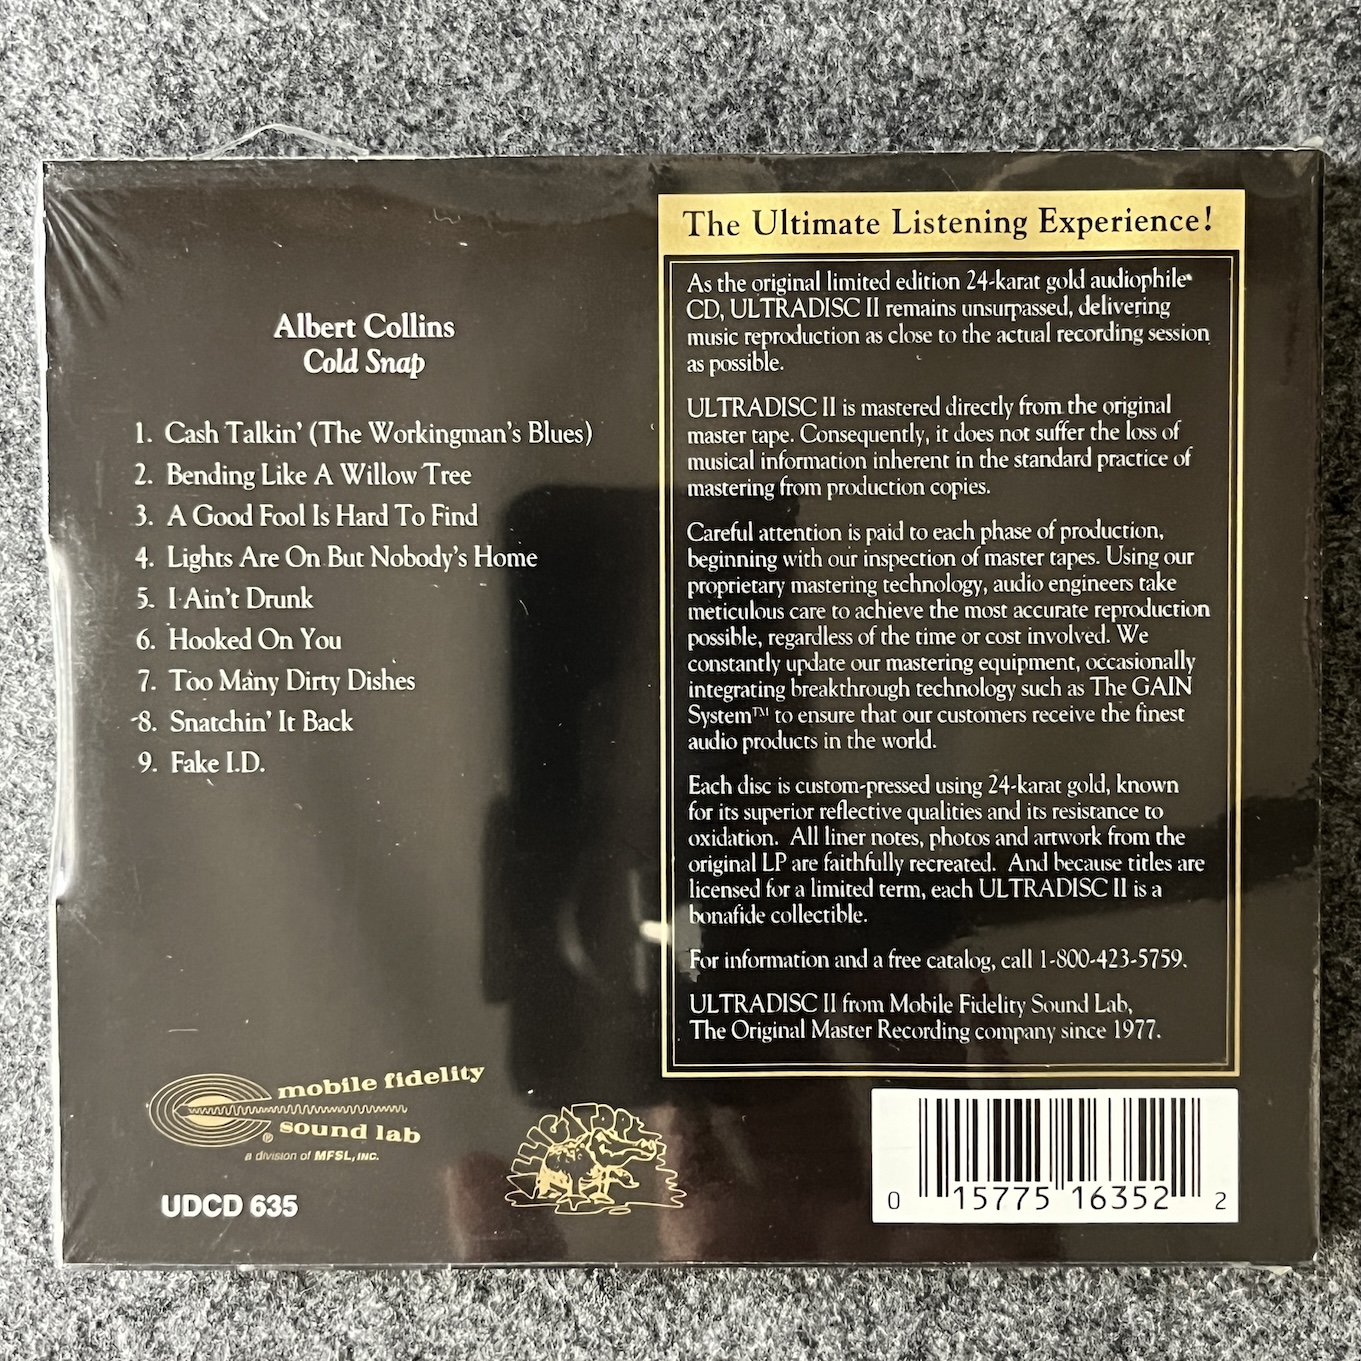 Albert Collins
Cold Snap
1. Cash Talkin' (The Workingman's Blues)
2. Bending Like A Willow Tree
3. A Good Fool Is Hard To Find
4. Lights Are On But Nobody's Home
5. I Ain't Drunk
6. Hooked On You
7. Too Many Dirty Dishes
8. Snatchin' It Back
9. Fake I.D.
The Ultimate Listening Experience!
As the original limited edition 24-karat gold audiophile
CD, ULTRADISC II remains unsurpassed, delivering
music reproduction as close to the actual recording session
as possible.
ULTRADISC II is mastered directly from the original
master tape. Consequently, it does not suffer the loss of
musical information inherent in the standard practice of
mastering from production copies.
Careful attention is paid to each phase of production,
beginning with our inspection of master tapes. Using our
proprietary mastering technology, audio engineers take
meticulous care to achieve the most accurate reproduction
possible, regardless of the time or cost involved. We
constantly update our mastering equipment, occasionally
integrating breakthrough technology such as The GAIN
System™ to ensure that our customers receive the finest
audio products in the world.
Each disc is custom-pressed using 24-karat gold, known
for its superior reflective qualities and its resistance to
oxidation. All liner notes, photos and artwork from the
original LP are faithfully recreated. And because titles are
licensed for a limited term, each ULTRADISC II is a
bonafide collectible.
For information and a free catalog, call 1-800-423-5759.
ULTRADISC II from Mobile Fidelity Sound Lab,
The Original Master Recording company since 1977.
mobile fidelity
sound lab
®
a division of MFSL, INC.
UDCD 635
ALLIGATOR
0 15775 16352 2